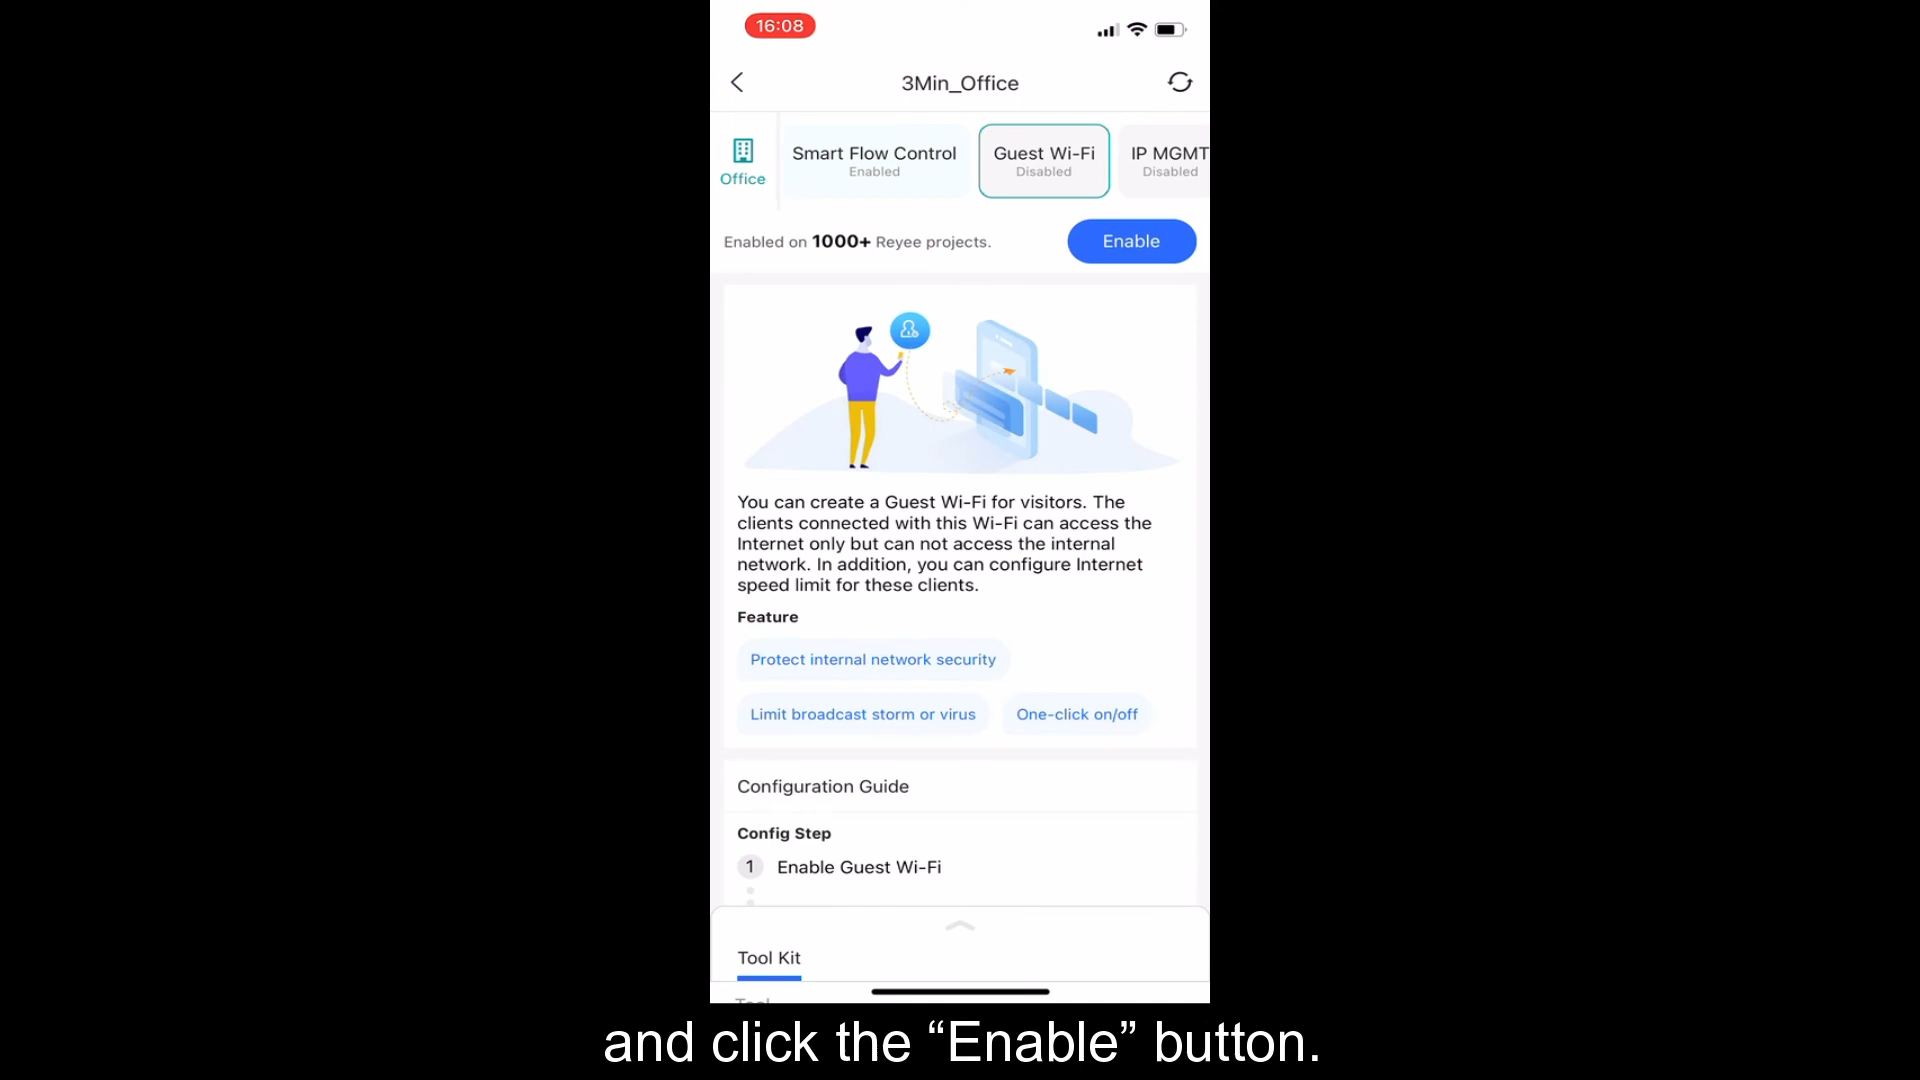 16:08
3Min_Office
Office
Smart Flow Control
Enabled
Guest Wi-Fi
Disabled
IP MGMT
Disabled
Enabled on 1000+ Reyee projects.
Enable
You can create a Guest Wi-Fi for visitors. The
clients connected with this Wi-Fi can access the
Internet only but can not access the internal
network. In addition, you can configure Internet
speed limit for these clients.
Feature
Protect internal network security
Limit broadcast storm or virus
One-click on/off
Configuration Guide
Config Step
1 Enable Guest Wi-Fi
Tool Kit
Tool
and click the “Enable” button.